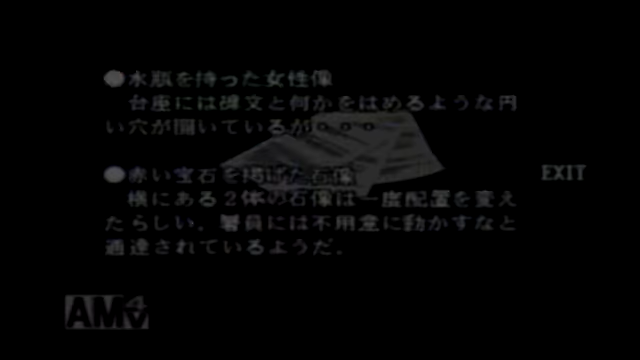 ●水瓶を持った女性像
台座には碑文と何かをはめるような円
い穴が開いているが・・・
●赤い宝石を掲げた石像
横にある2体の石像は一度配置を変え
たらしい。署員には不用意に動かすなと
通達されているようだ。
EXIT
AM4